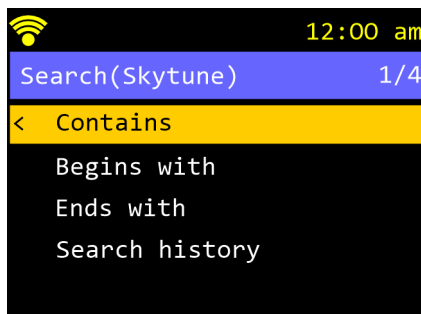 12:00 am
Search(Skytune) 1/4
< Contains
Begins with
Ends with
Search history